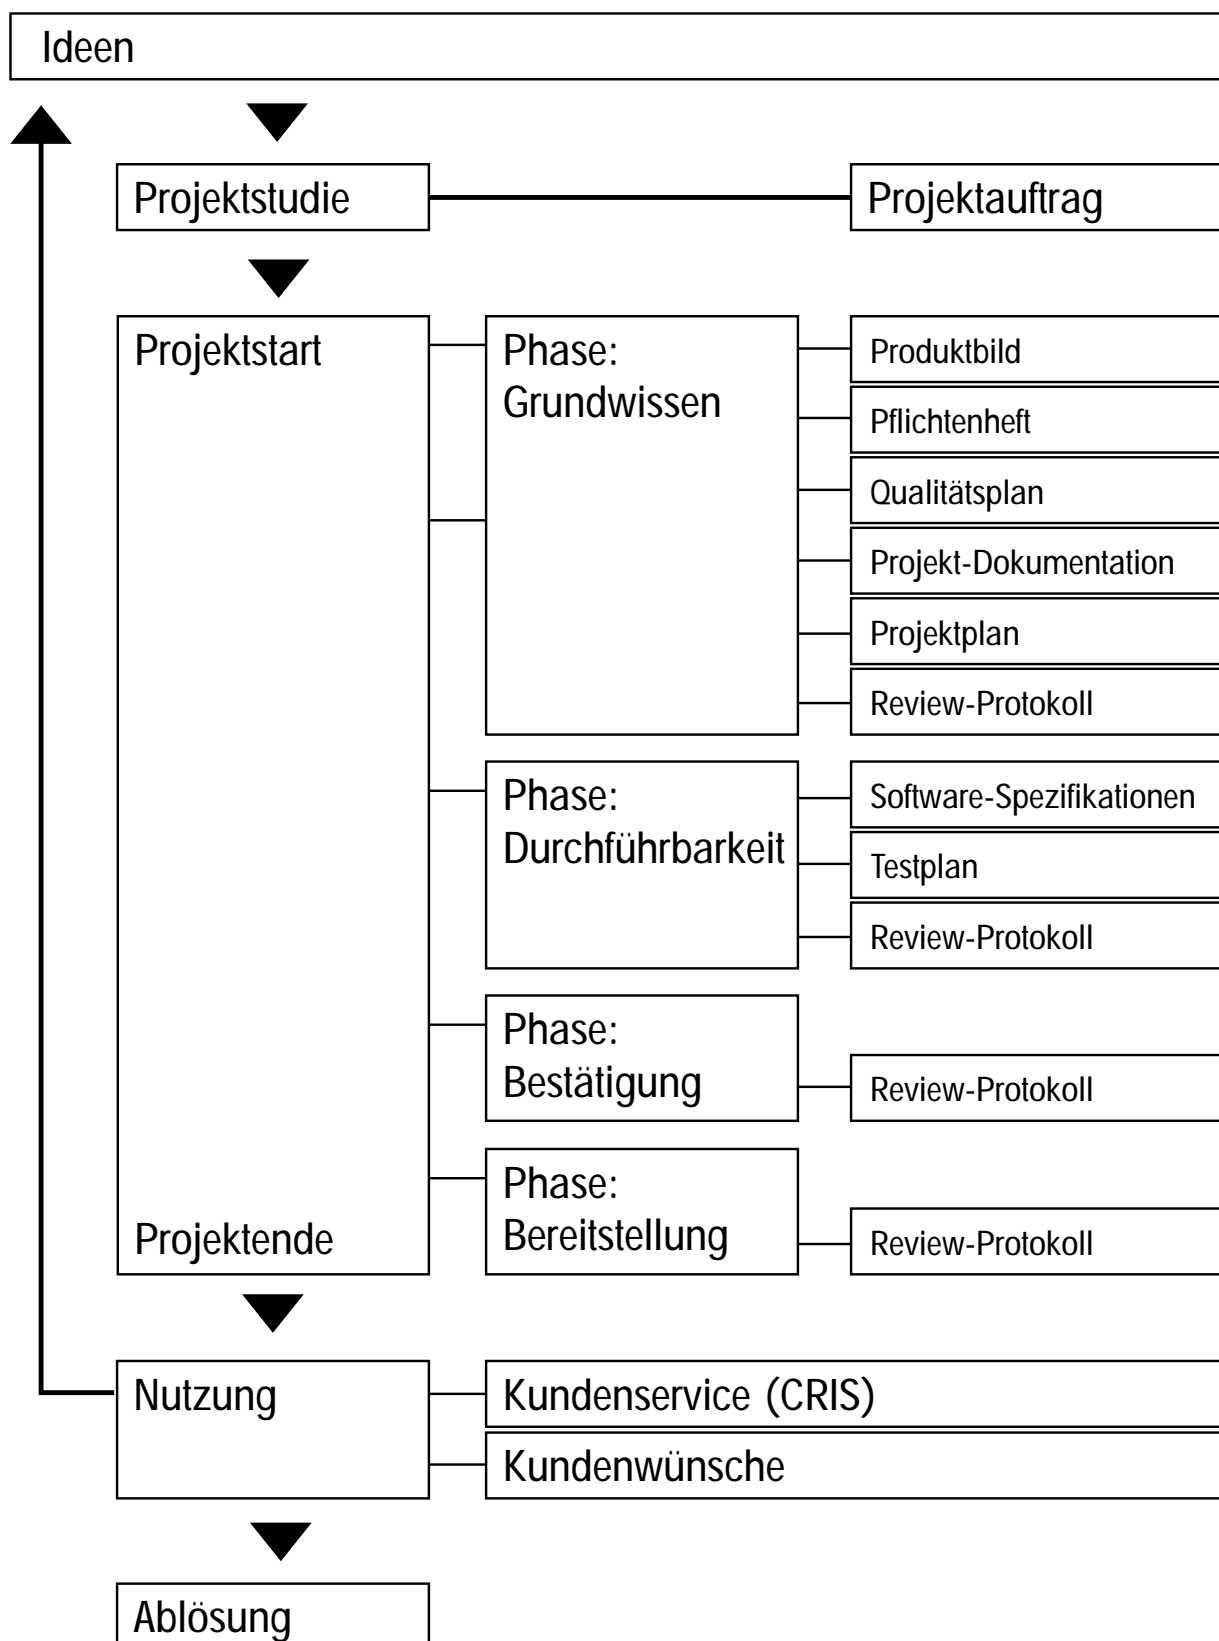 Ideen
Projektstudie
Projektauftrag
Projektstart
Phase:
Grundwissen
Produktbild
Pflichtenheft
Qualitätsplan
Projekt-Dokumentation
Projektplan
Review-Protokoll
Phase:
Durchführbarkeit
Software-Spezifikationen
Testplan
Review-Protokoll
Phase:
Bestätigung
Review-Protokoll
Phase:
Bereitstellung
Review-Protokoll
Projektende
Nutzung
Kundenservice (CRIS)
Kundenwünsche
Ablösung